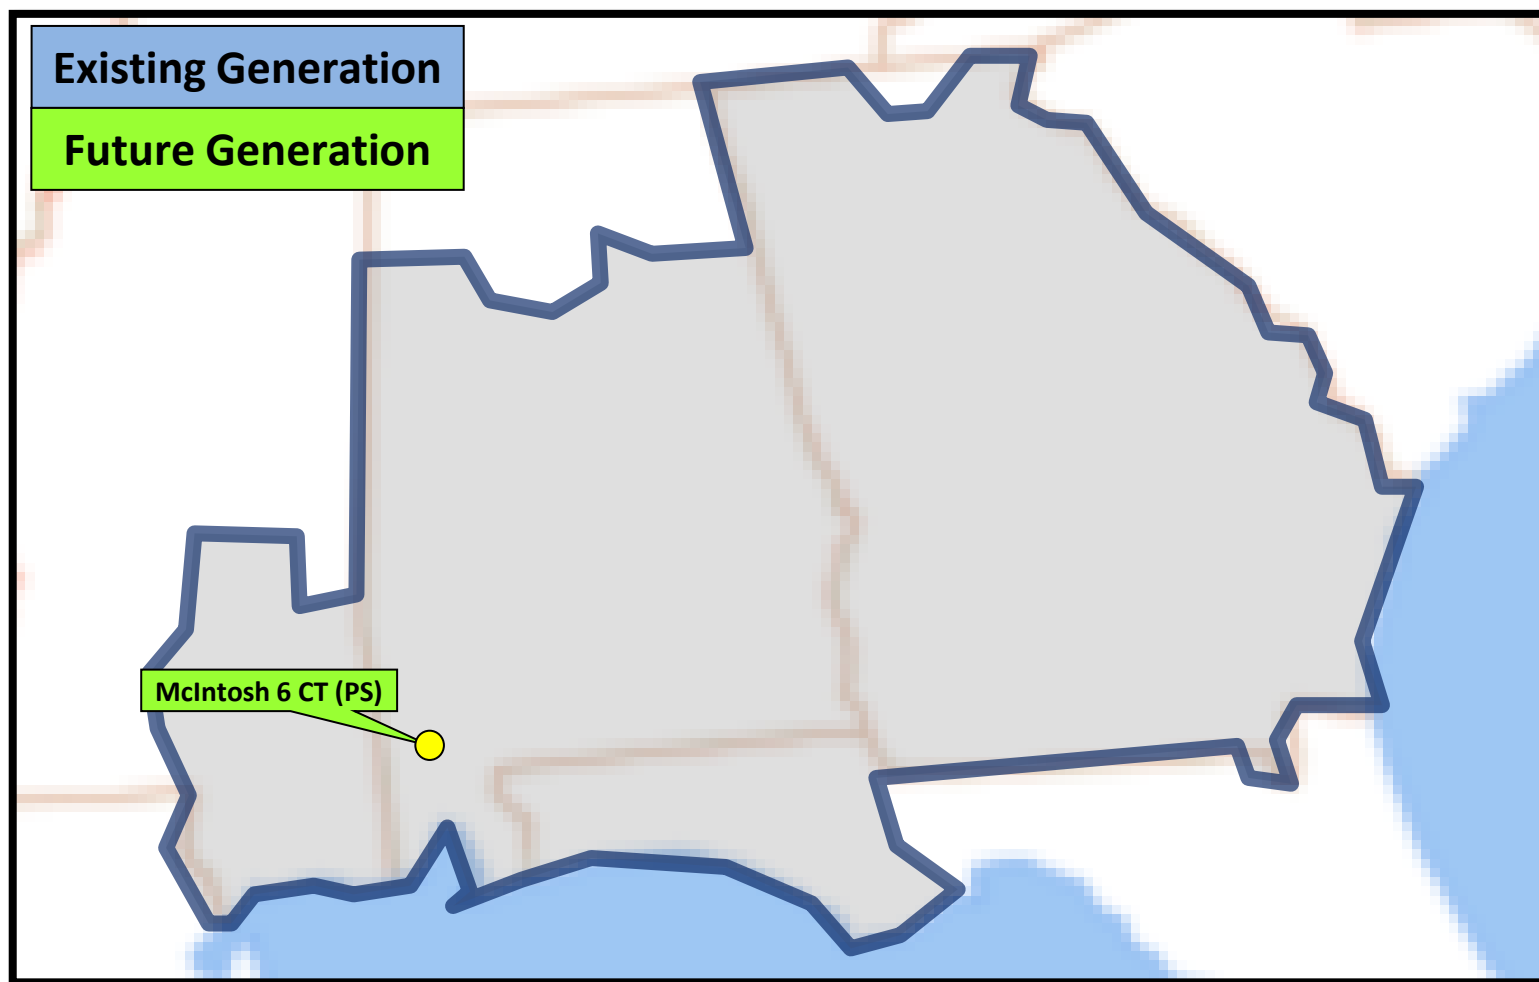 Existing Generation
Future Generation
McIntosh 6 CT (PS)